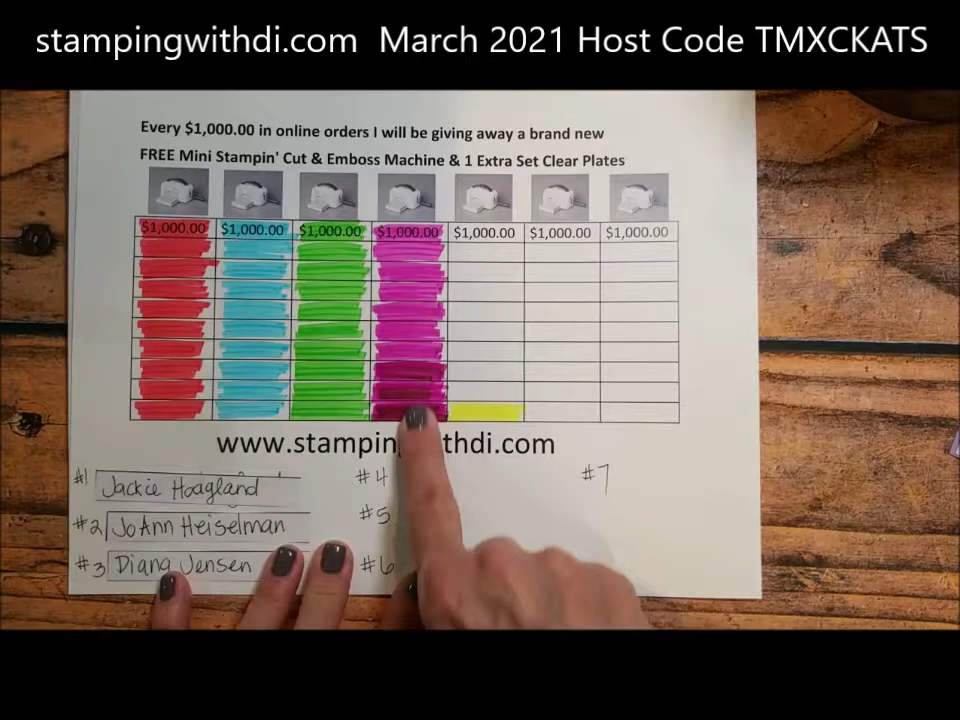 stampingwithdi.com March 2021 Host Code TMXCKATS
Every $1,000.00 in online orders I will be giving away a brand new
FREE Mini Stampin' Cut & Emboss Machine & 1 Extra Set Clear Plates
$1,000.00 $1,000.00 $1,000.00 $1,000.00 $1,000.00 $1,000.00 $1,000.00
#1 Jackie Hoagland #4 #7
#2 JoAnn Heiselman #5
#3 Diana Jensen #6